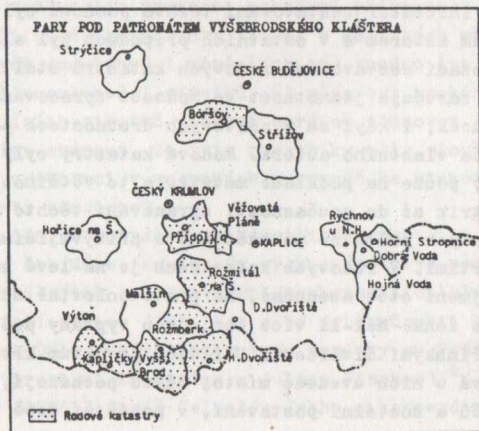 FARY POD PATRONÁTEM VYŠEBRODSKÉHO KLÁŠTERA
Strýčice
ČESKÉ BUDĚJOVICE
Boršov
Střížov
ČESKÝ KRUMLOV
Věžovatá
Pláně
Hořice na Š.
Přídolí
KAPLICE
Rychnov
u N.H.
Horní Stropnice
Dobrá Voda
Hojná Voda
Rožmitál
na Š.
Malšín
D.Dvořiště
Výton
Rožmberk
Kapličky
Vyšší
Brod
H.Dvořiště
Rodové katastry